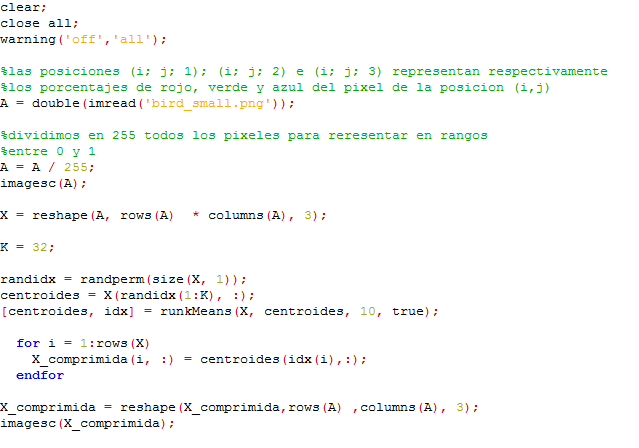 clear;
close all;
warning('off','all');
%las posiciones (i; j; 1); (i; j; 2) e (i; j; 3) representan respectivamente
%los porcentajes de rojo, verde y azul del pixel de la posicion (i,j)
A = double(imread('bird_small.png'));
%dividimos en 255 todos los pixeles para reresentar en rangos
%entre 0 y 1
A = A / 255;
imagesc(A);
X = reshape(A, rows(A)  * columns(A), 3);
K = 32;
randidx = randperm(size(X, 1));
centroides = X(randidx(1:K), :);
[centroides, idx] = runkMeans(X, centroides, 10, true);
  for i = 1:rows(X)
    X_comprimida(i, :) = centroides(idx(i),:);
  endfor
X_comprimida = reshape(X_comprimida,rows(A) ,columns(A), 3);
imagesc(X_comprimida);